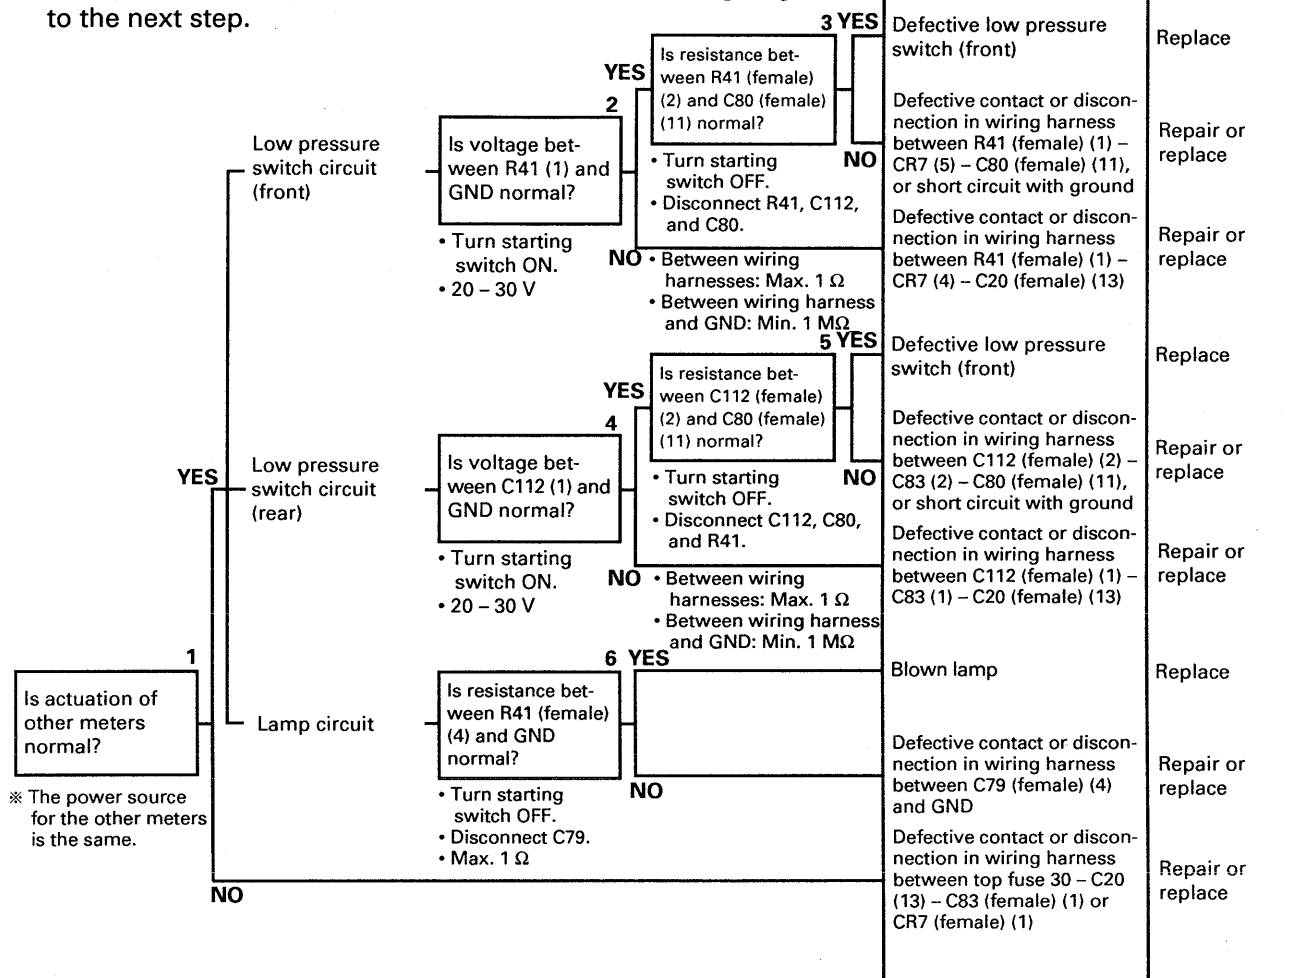 to the next step.
3 YES
Is resistance bet-
ween R41 (female)
(2) and C80 (female)
(11) normal?
YES
2
Is voltage bet-
ween R41 (1) and
GND normal?
Low pressure
switch circuit
(front)
NO
• Turn starting
switch OFF.
• Disconnect R41, C112,
and C80.
• Turn starting
switch ON.
• 20 – 30 V
NO
• Between wiring
harnesses: Max. 1 Ω
• Between wiring harness
and GND: Min. 1 MΩ
Defective low pressure
switch (front)
Replace
Defective contact or discon-
nection in wiring harness
between R41 (female) (1) –
CR7 (5) – C80 (female) (11),
or short circuit with ground
Repair or
replace
Defective contact or discon-
nection in wiring harness
between R41 (female) (1) –
CR7 (4) – C20 (female) (13)
Repair or
replace
5 YES
Is resistance bet-
ween C112 (female)
(2) and C80 (female)
(11) normal?
YES
4
Is voltage bet-
ween C112 (1) and
GND normal?
YES
Low pressure
switch circuit
(rear)
NO
• Turn starting
switch OFF.
• Disconnect C112, C80,
and R41.
• Turn starting
switch ON.
• 20 – 30 V
NO
• Between wiring
harnesses: Max. 1 Ω
• Between wiring harness
and GND: Min. 1 MΩ
Defective low pressure
switch (front)
Replace
Defective contact or discon-
nection in wiring harness
between C112 (female) (2) –
C83 (2) – C80 (female) (11),
or short circuit with ground
Repair or
replace
Defective contact or discon-
nection in wiring harness
between C112 (female) (1) –
C83 (1) – C20 (female) (13)
Repair or
replace
1
Is actuation of
other meters
normal?
※ The power source
for the other meters
is the same.
Lamp circuit
6 YES
Is resistance bet-
ween R41 (female)
(4) and GND
normal?
NO
• Turn starting
switch OFF.
• Disconnect C79.
• Max. 1 Ω
Blown lamp
Replace
Defective contact or discon-
nection in wiring harness
between C79 (female) (4)
and GND
Repair or
replace
NO
Defective contact or discon-
nection in wiring harness
between top fuse 30 – C20
(13) – C83 (female) (1) or
CR7 (female) (1)
Repair or
replace